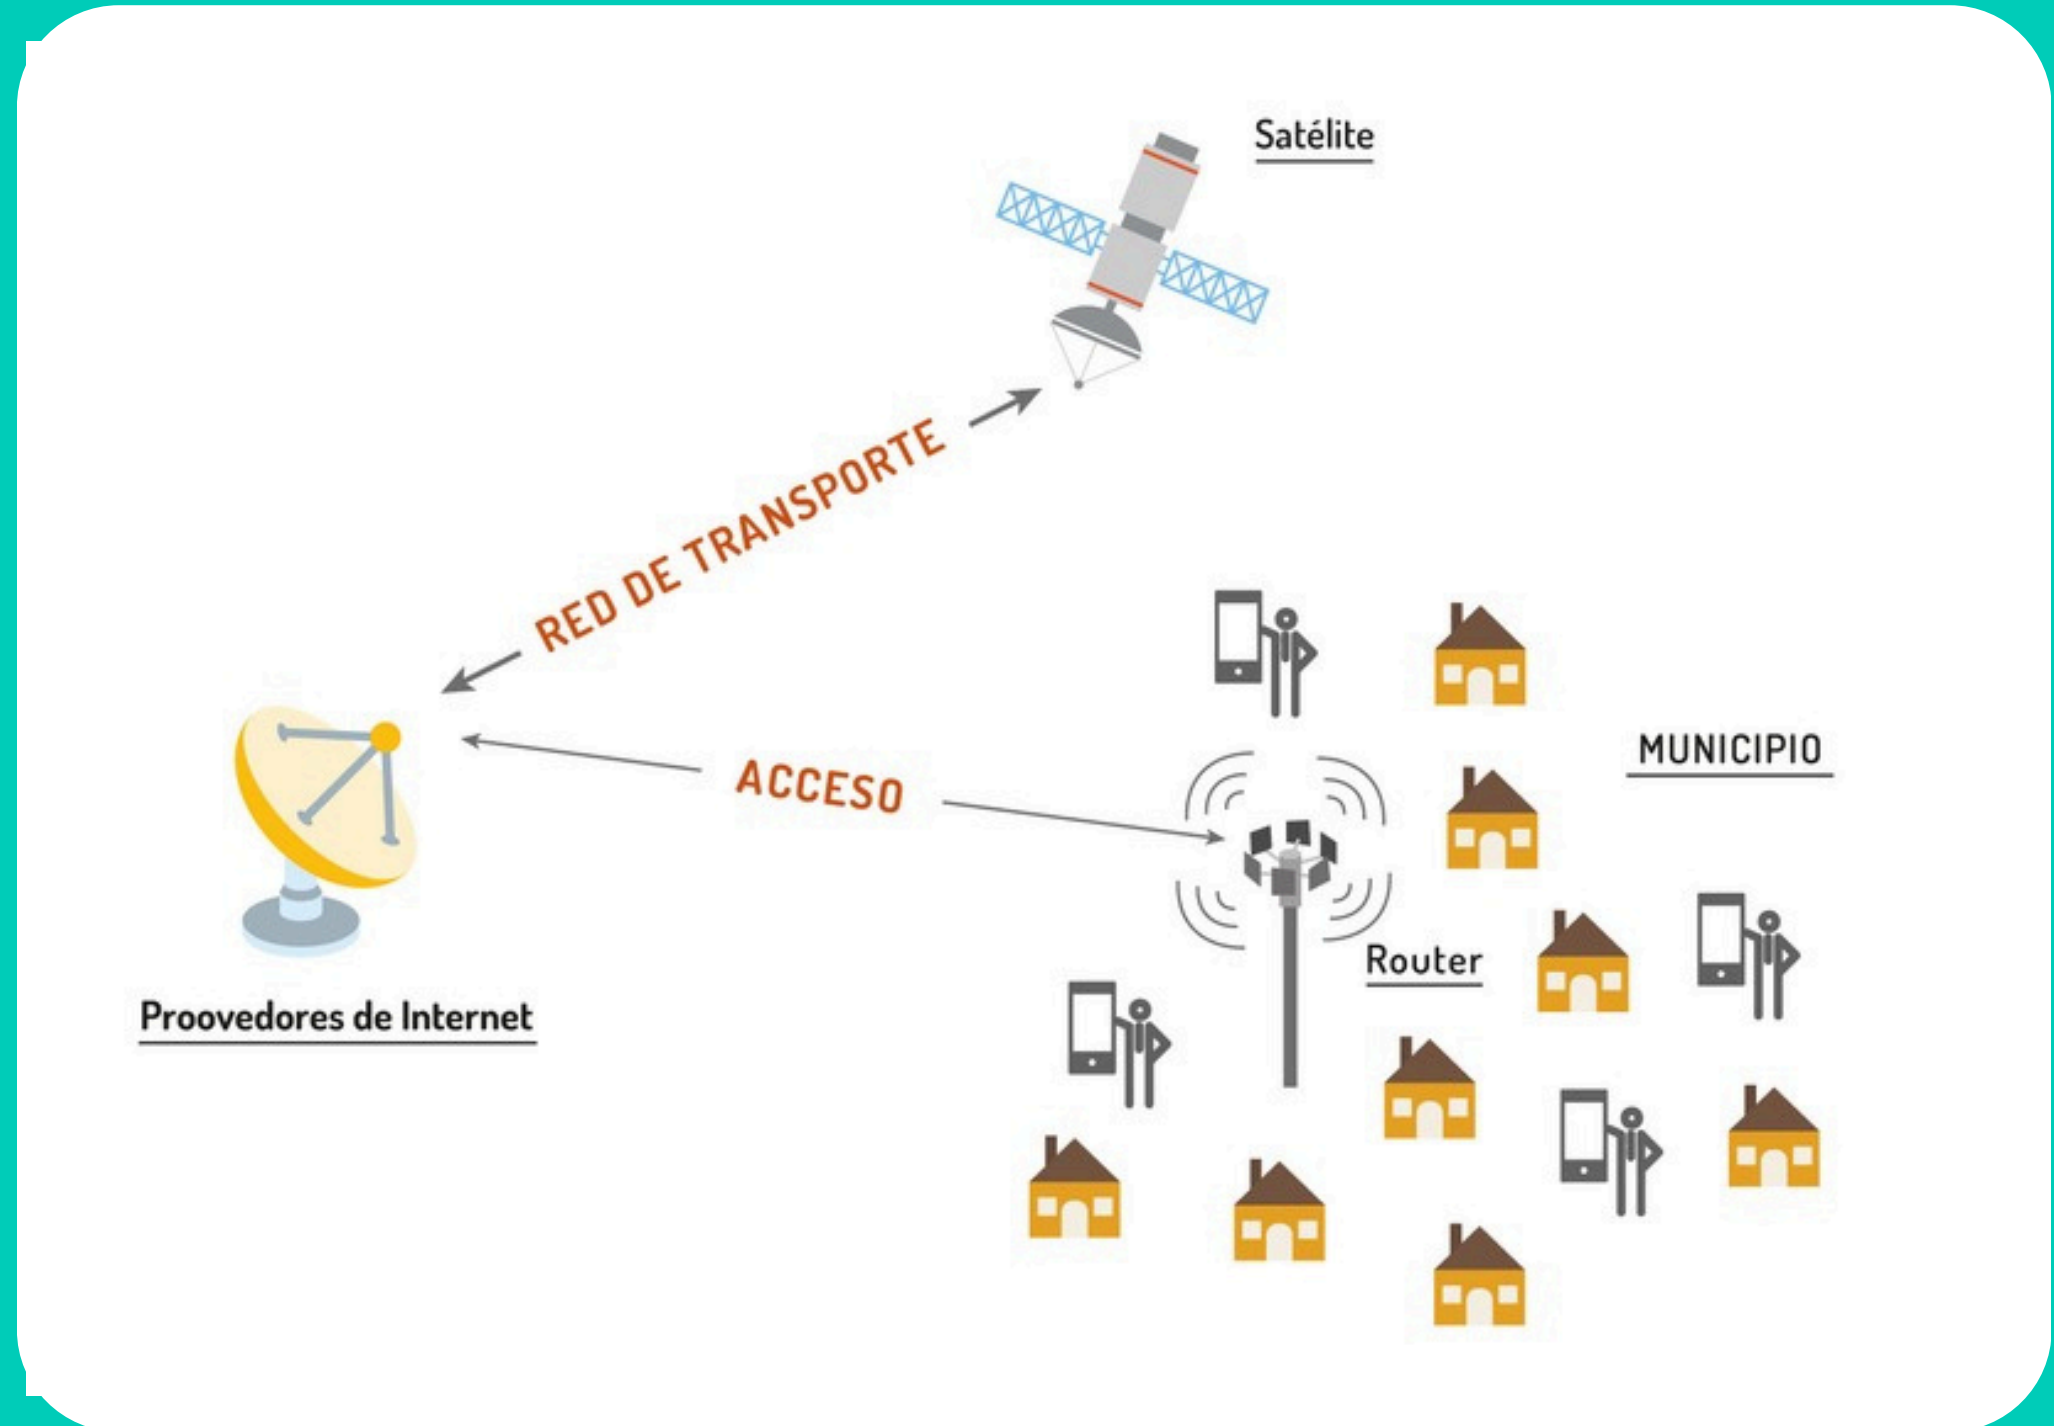 Satélite
RED DE TRANSPORTE
MUNICIPIO
ACCESO
Router
Proovedores de Internet